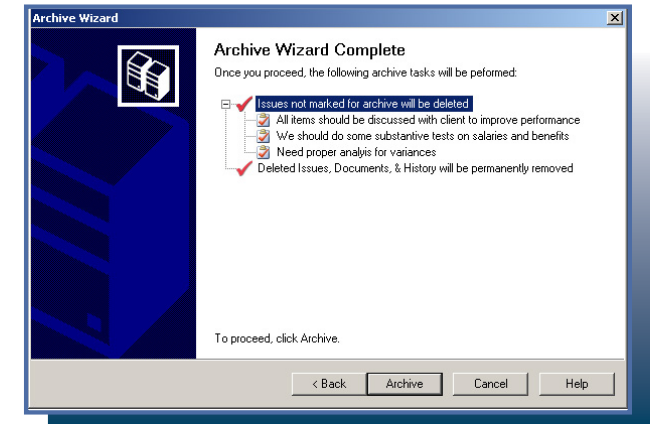 Archive Wizard
Archive Wizard Complete
Once you proceed, the following archive tasks will be peformed:
Issues not marked for archive will be deleted
All items should be discussed with client to improve performance
We should do some substantive tests on salaries and benefits
Need proper analyis for variances
Deleted Issues, Documents, & History will be permanently removed
To proceed, click Archive.
< Back Archive Cancel Help